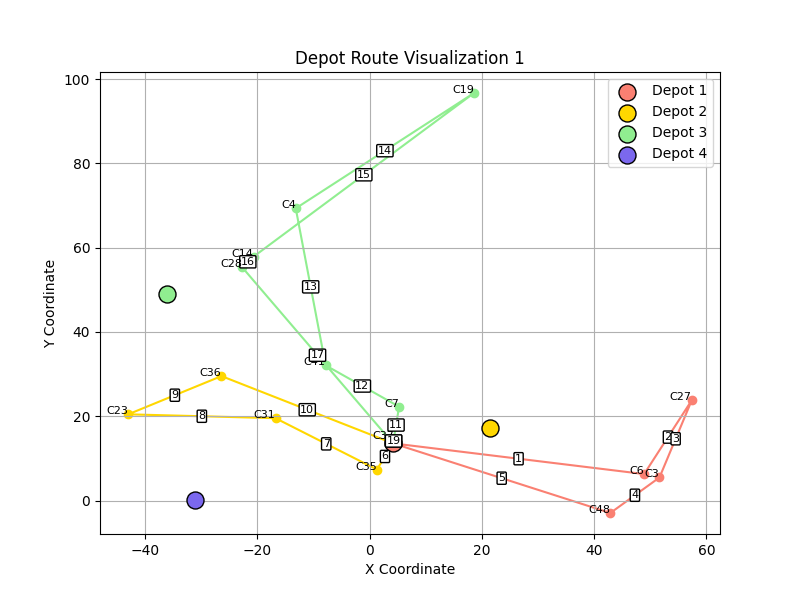 Depot Route Visualization 1
Depot 1
Depot 2
Depot 3
Depot 4
Y Coordinate
100
80
60
40
20
0
−40
−20
0
20
40
60
X Coordinate
C19
14
15
C4
C14
16
C28
13
17
C41
12
C7
11
C36
9
10
C23
8
C31
7
19
6
C35
C27
2
3
1
C6
C3
5
4
C48